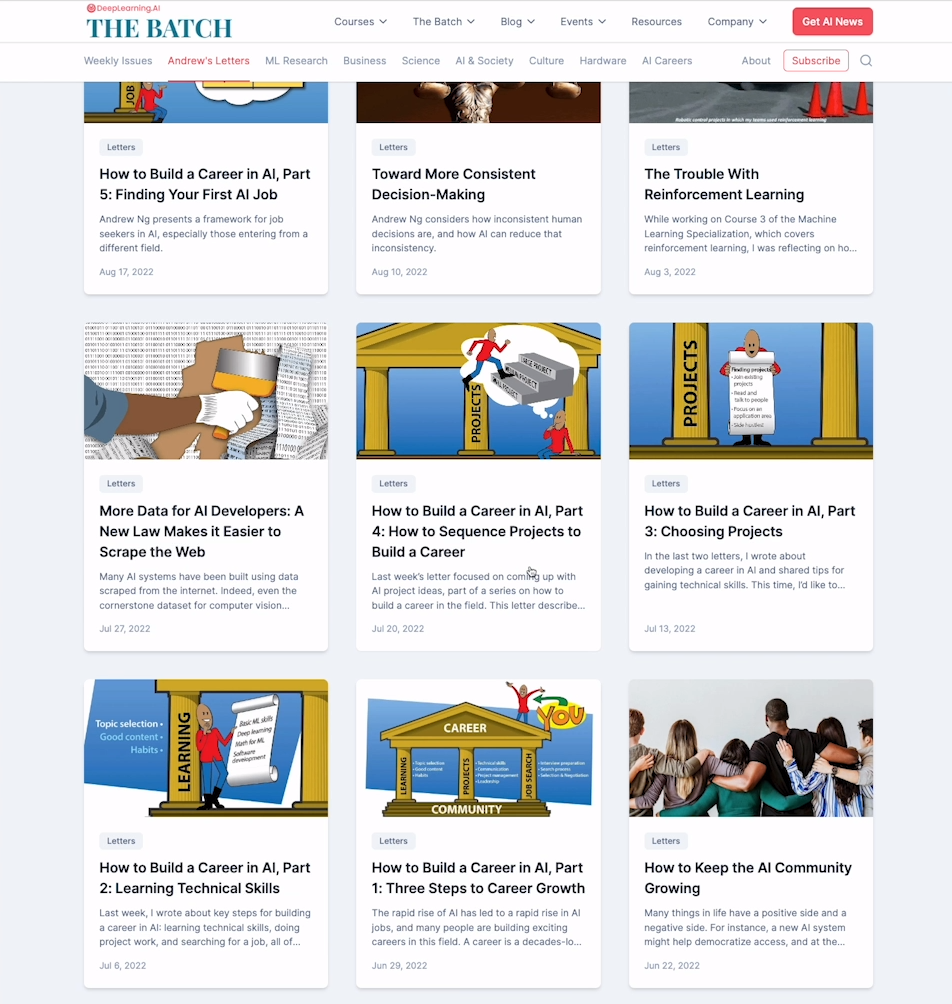 DeepLearning.AI
THE BATCH
Courses The Batch Blog Events Resources Company Get AI News
Weekly Issues Andrew's Letters ML Research Business Science AI & Society Culture Hardware AI Careers About Subscribe
JOB
Robotic control projects in which my teams used reinforcement learning
Letters
How to Build a Career in AI, Part
5: Finding Your First AI Job
Andrew Ng presents a framework for job
seekers in AI, especially those entering from a
different field.
Aug 17, 2022
Letters
Toward More Consistent
Decision-Making
Andrew Ng considers how inconsistent human
decisions are, and how AI can reduce that
inconsistency.
Aug 10, 2022
Letters
The Trouble With
Reinforcement Learning
While working on Course 3 of the Machine
Learning Specialization, which covers
reinforcement learning, I was reflecting on ho...
Aug 3, 2022
Letters
More Data for AI Developers: A
New Law Makes it Easier to
Scrape the Web
Many AI systems have been built using data
scraped from the internet. Indeed, even the
cornerstone dataset for computer vision...
Jul 27, 2022
PROJECTS
Letters
How to Build a Career in AI, Part
4: How to Sequence Projects to
Build a Career
Last week's letter focused on coming up with
AI project ideas, part of a series on how to
build a career in the field. This letter describe...
Jul 20, 2022
PROJECTS
Finding projects
• Join existing
projects
• Read and
talk to people
• Focus on an
application area
• Side hustles
Letters
How to Build a Career in AI, Part
3: Choosing Projects
In the last two letters, I wrote about
developing a career in AI and shared tips for
gaining technical skills. This time, I'd like to...
Jul 13, 2022
Topic selection •
Good content •
Habits •
LEARNING
Basic ML skills
Deep learning
Math for ML
Software
development
Letters
How to Build a Career in AI, Part
2: Learning Technical Skills
Last week, I wrote about key steps for building
a career in AI: learning technical skills, doing
project work, and searching for a job, all of...
Jul 6, 2022
YOU
CAREER
LEARNING
• Topic selection
• Good content
• Habits
PROJECTS
• Technical skills
• Communication
• Project management
• Leadership
JOB SEARCH
• Interview preparation
• Search process
• Selection & Negotiation
COMMUNITY
Letters
How to Build a Career in AI, Part
1: Three Steps to Career Growth
The rapid rise of AI has led to a rapid rise in AI
jobs, and many people are building exciting
careers in this field. A career is a decades-lo...
Jun 29, 2022
Letters
How to Keep the AI Community
Growing
Many things in life have a positive side and a
negative side. For instance, a new AI system
might help democratize access, and at the...
Jun 22, 2022